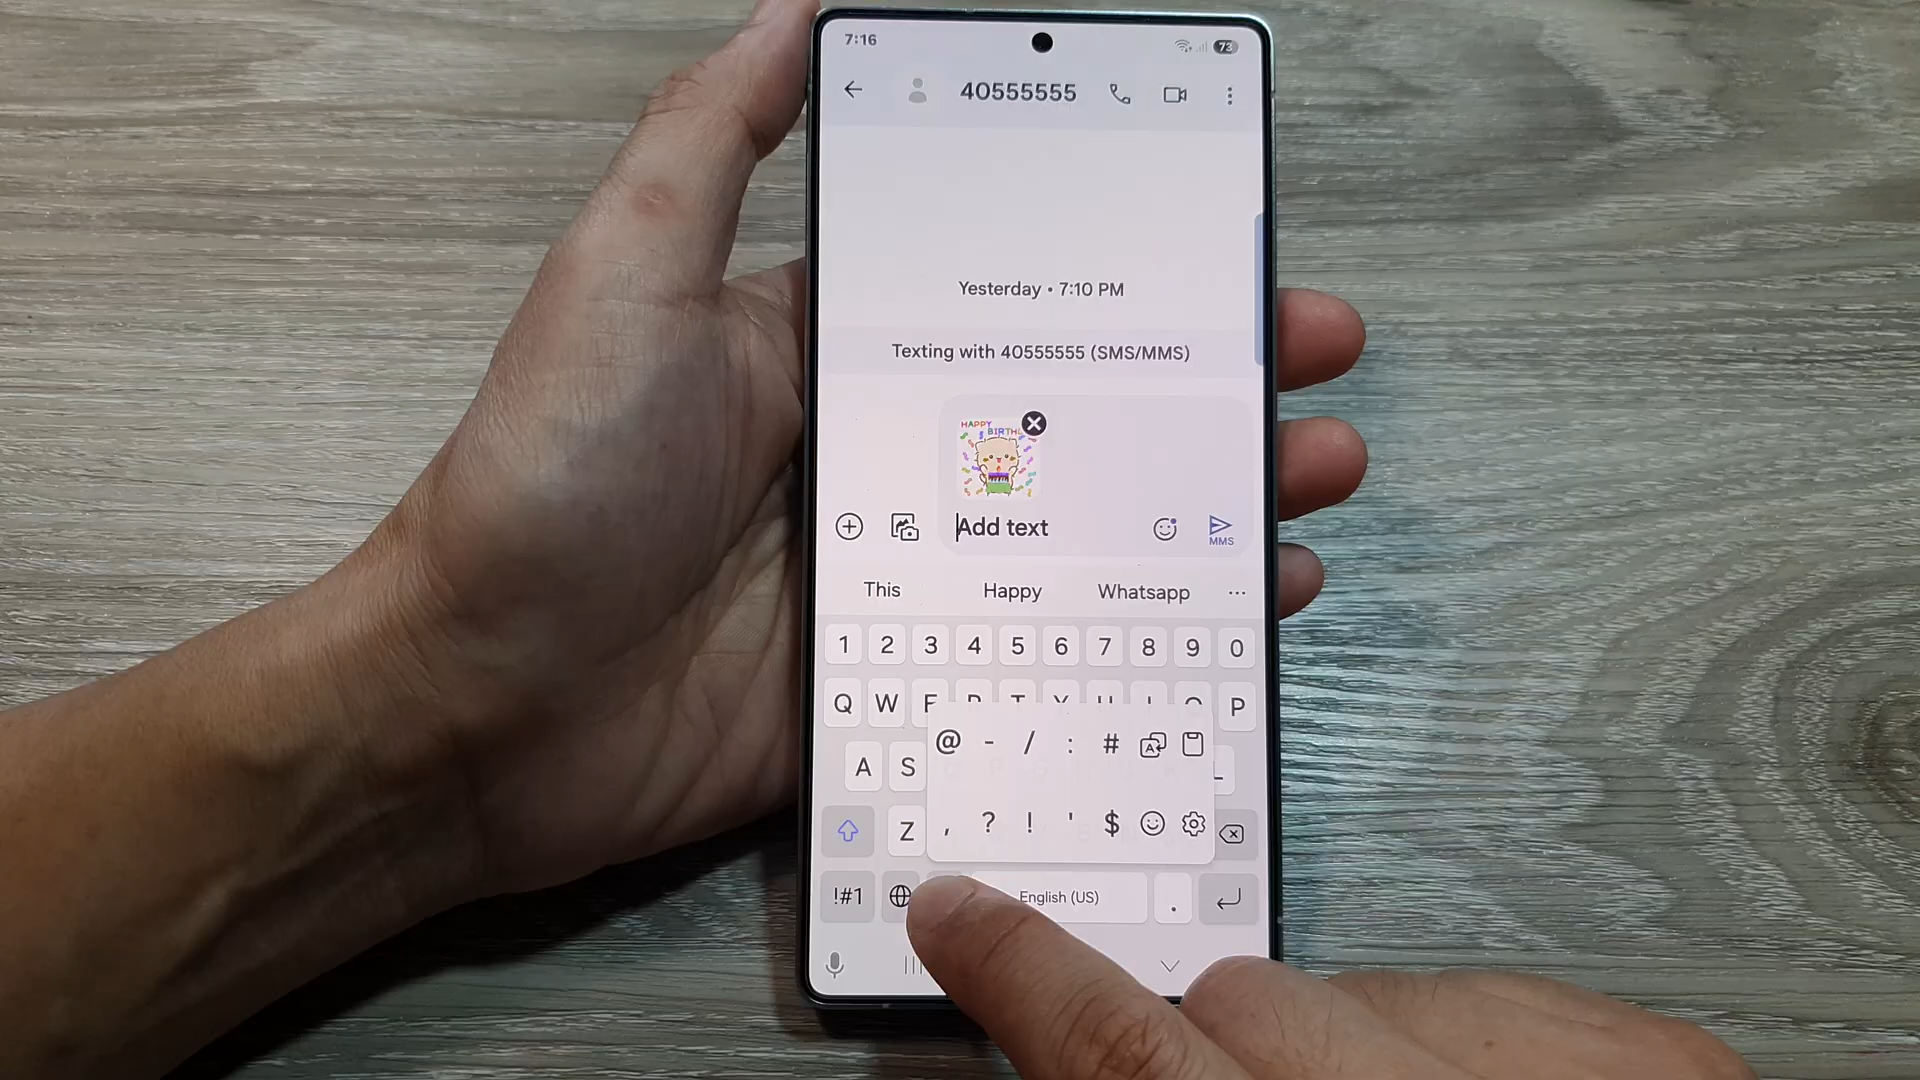 7:16
73
40555555
Yesterday • 7:10 PM
Texting with 40555555 (SMS/MMS)
HAPPY
Add text
MMS
This Happy Whatsapp ...
1 2 3 4 5 6 7 8 9 0
Q W P
@ - / : #
A S
, ? ! ' $
Z
!#1 English (US) .